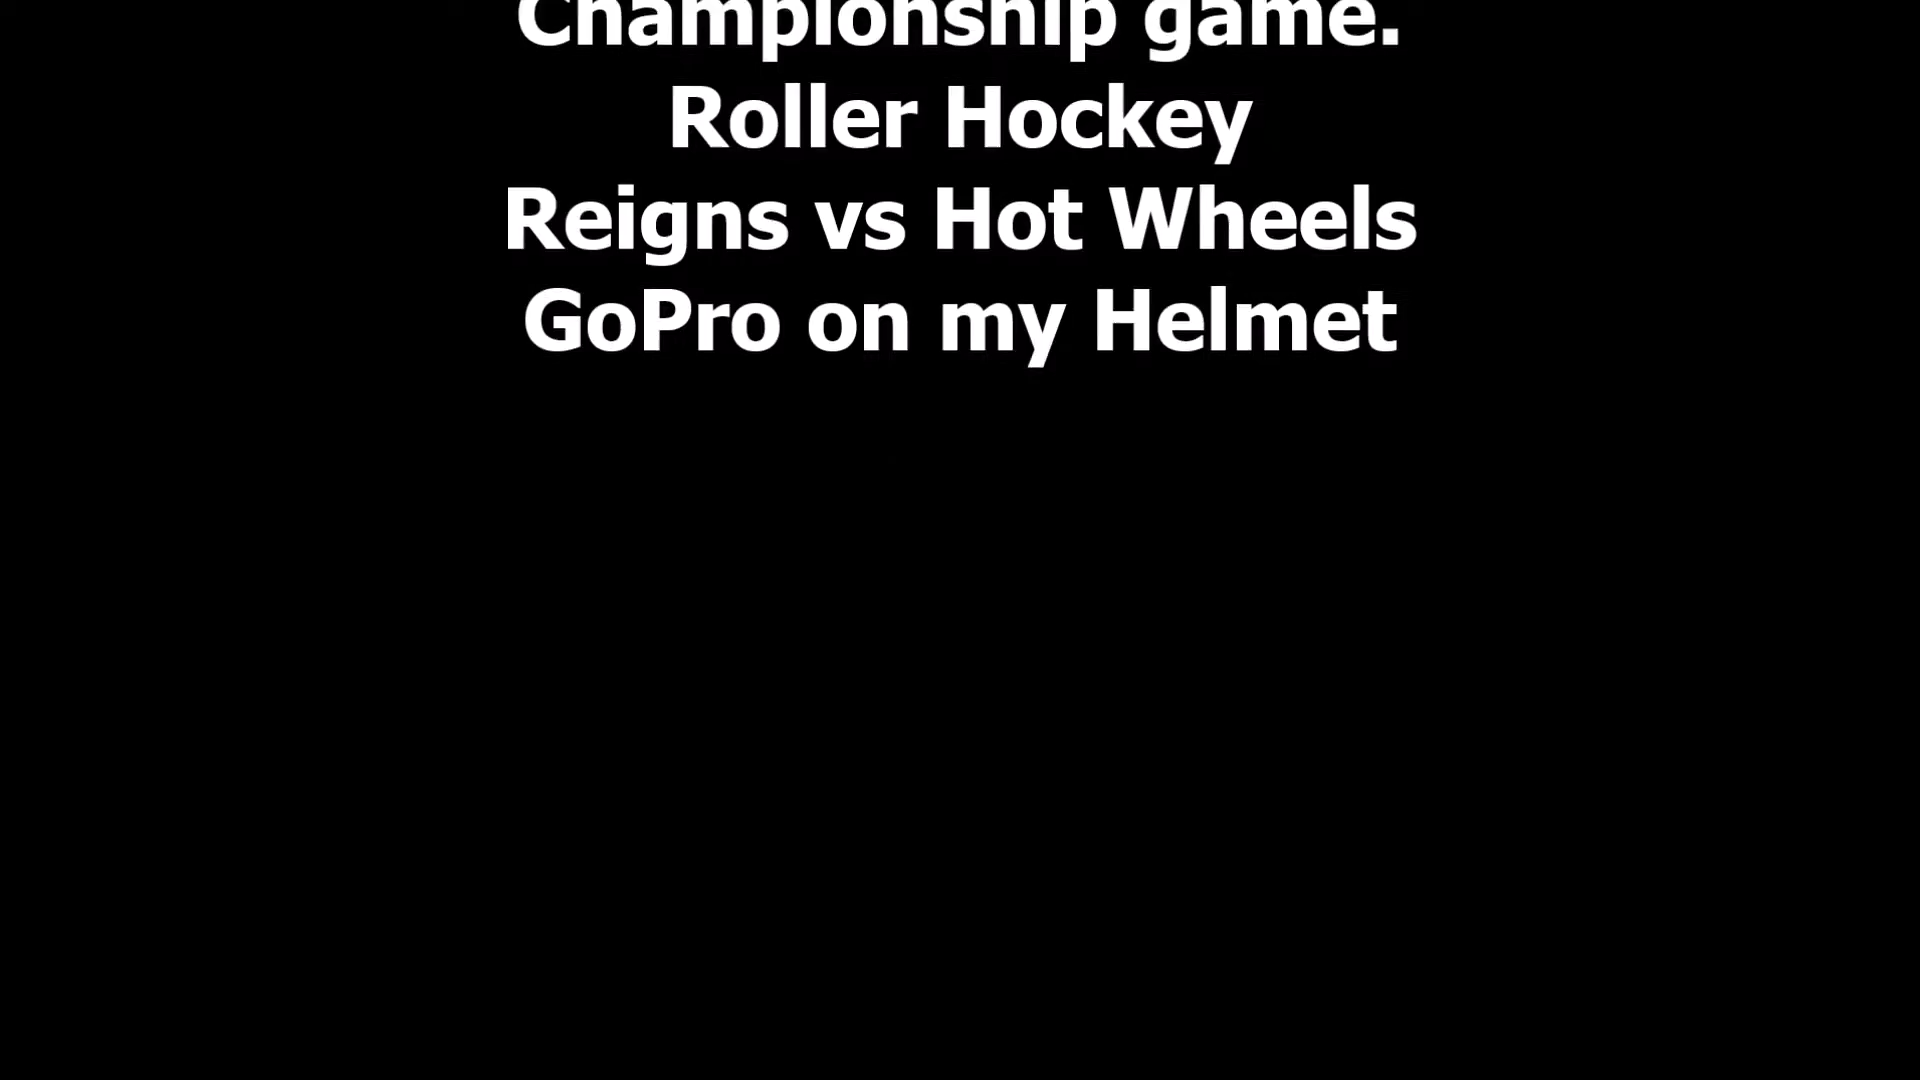 Championship game.
Roller Hockey
Reigns vs Hot Wheels
GoPro on my Helmet